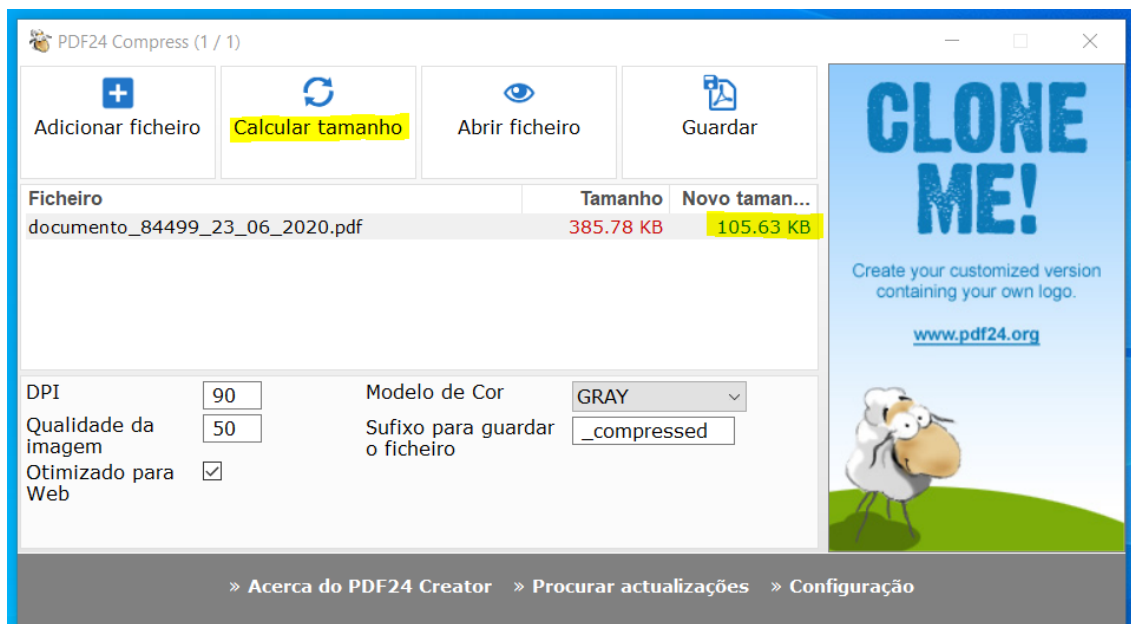 PDF24 Compress (1 / 1)
Adicionar ficheiro
Calcular tamanho
Abrir ficheiro
Guardar
Ficheiro
Tamanho
Novo taman...
documento_84499_23_06_2020.pdf
385.78 KB
105.63 KB
DPI
90
Modelo de Cor
GRAY
Qualidade da
imagem
50
Sufixo para guardar
o ficheiro
_compressed
Otimizado para
Web
CLONE
ME!
Create your customized version
containing your own logo.
www.pdf24.org
» Acerca do PDF24 Creator
» Procurar actualizações
» Configuração